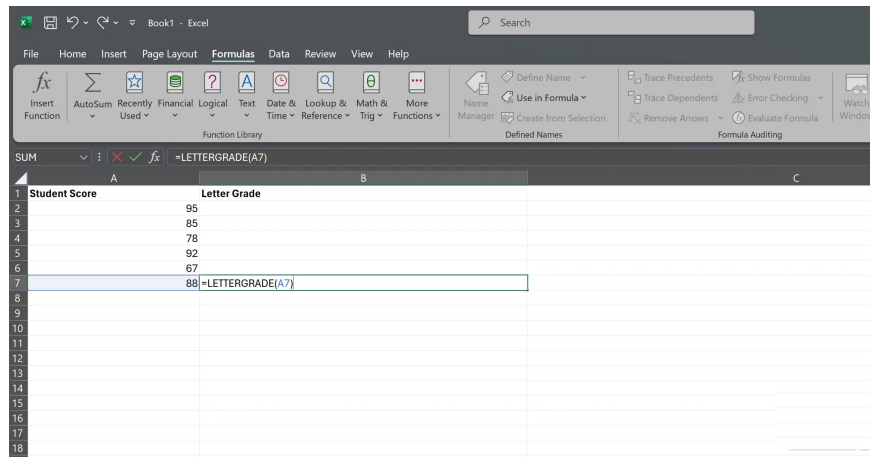 Book1 - Excel
Search
File Home Insert Page Layout Formulas Data Review View Help
fx
Insert Function
AutoSum
Recently Used
Financial
Logical
Text
Date & Time
Lookup & Reference
Math & Trig
More Functions
Function Library
Name Manager
Define Name
Use in Formula
Create from Selection
Defined Names
Trace Precedents
Trace Dependents
Remove Arrows
Show Formulas
Error Checking
Evaluate Formula
Formula Auditing
Watch
SUM fx =LETTERGRADE(A7)
A B C
1 Student Score Letter Grade
2 95
3 85
4 78
5 92
6 67
7 88 =LETTERGRADE(A7)
8
9
10
11
12
13
14
15
16
17
18